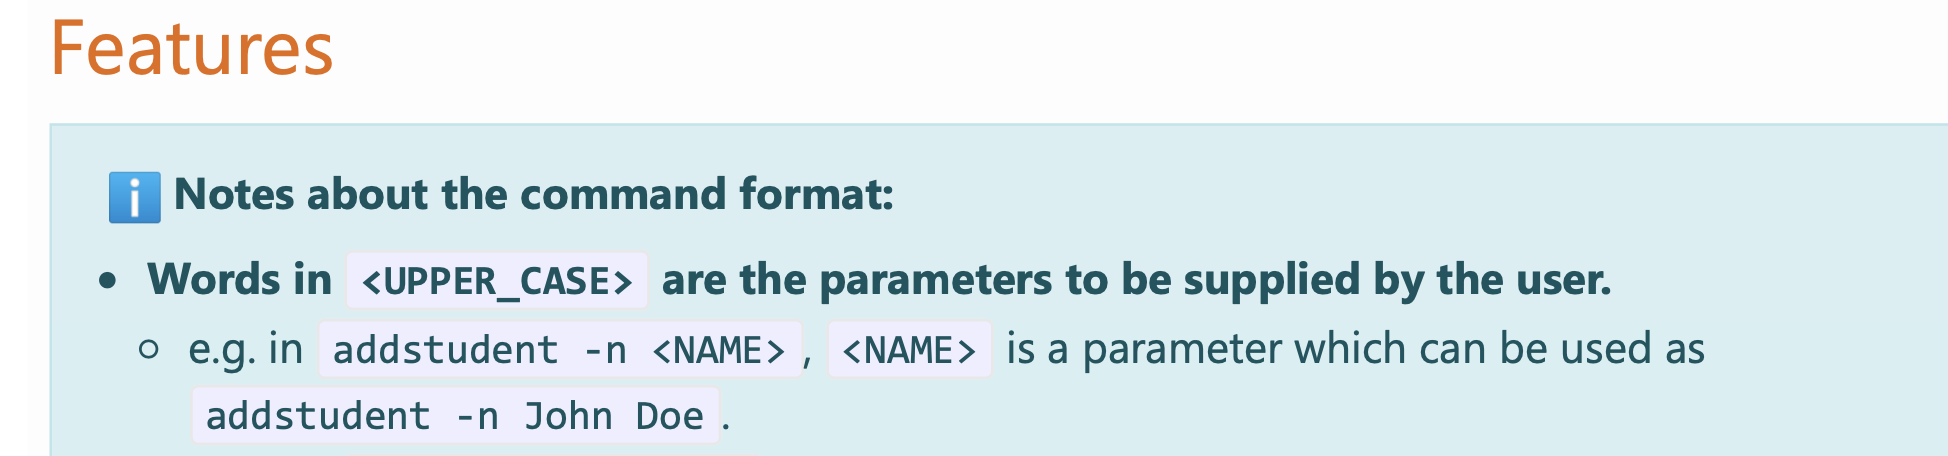 Features
ℹ Notes about the command format:
• Words in <UPPER_CASE> are the parameters to be supplied by the user.
◦ e.g. in addstudent -n <NAME>, <NAME> is a parameter which can be used as
addstudent -n John Doe.